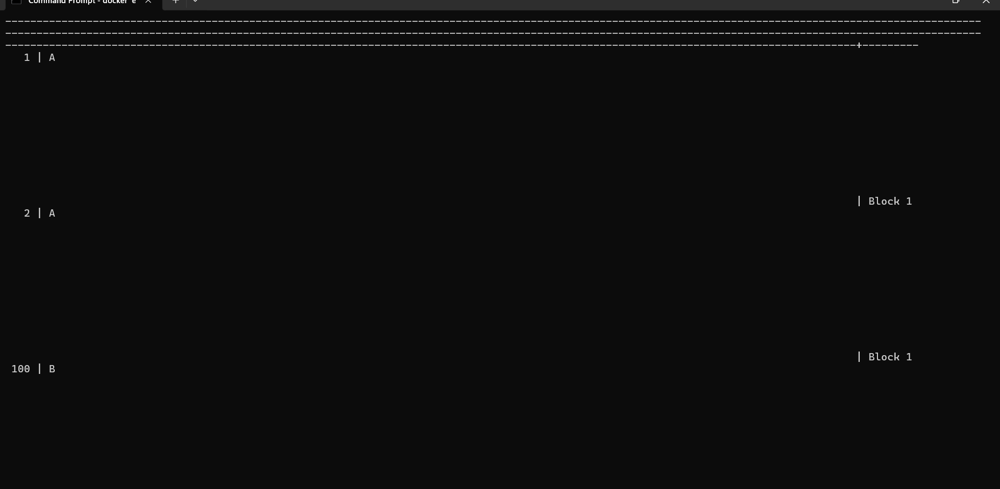 Command Prompt - docker e
--------------------------------------------------------------------------------------------------------------------------------------------------------------
--------------------------------------------------------------------------------------------------------------------------------------------------------------
----------------------------------------------------------------------------------------------------------------------------------------+---------
1 | A
| Block 1
2 | A
| Block 1
100 | B